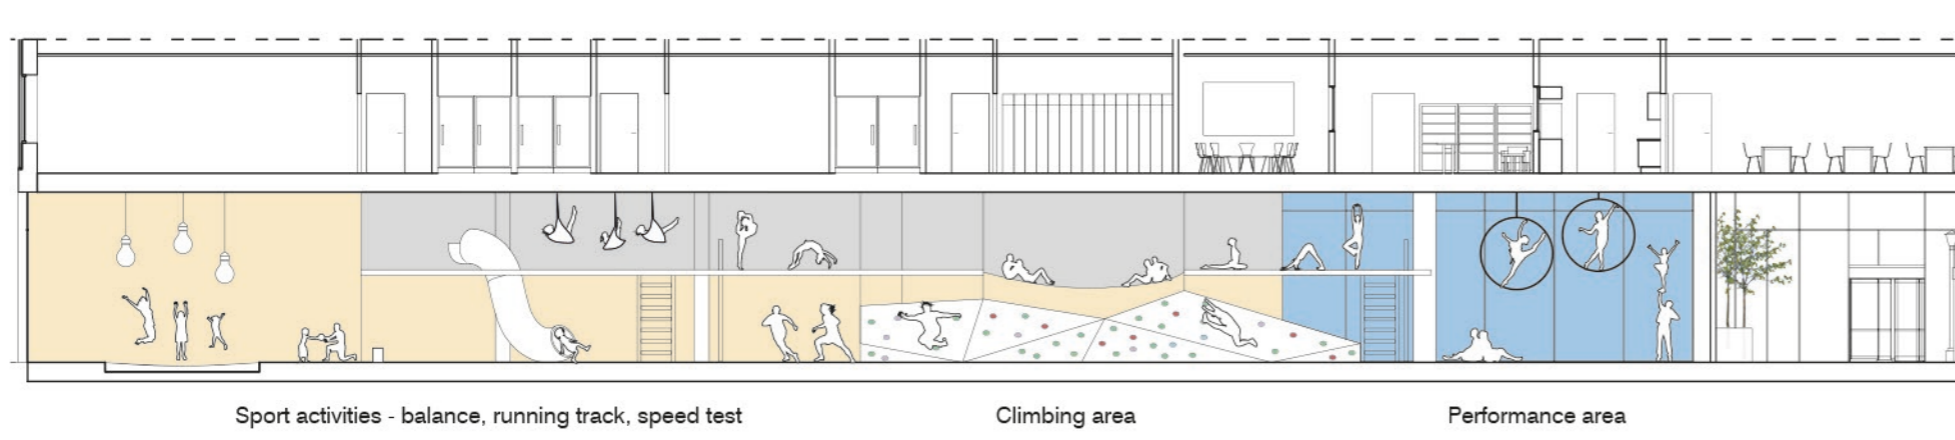 Sport activities - balance, running track, speed test
Climbing area
Performance area